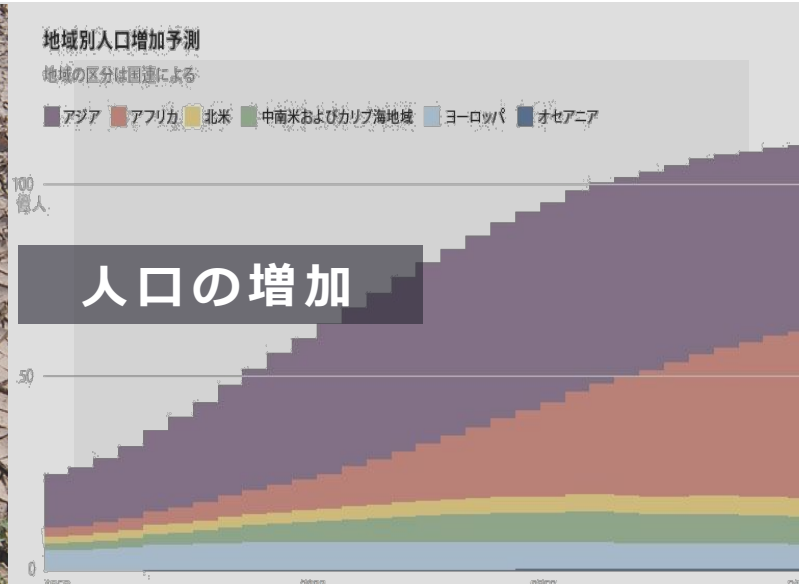 地域別人口増加予測
地域の区分は国連による
アジア アフリカ 北米 中南米およびカリブ海地域 ヨーロッパ オセアニア
100
億人
人口の増加
50
0